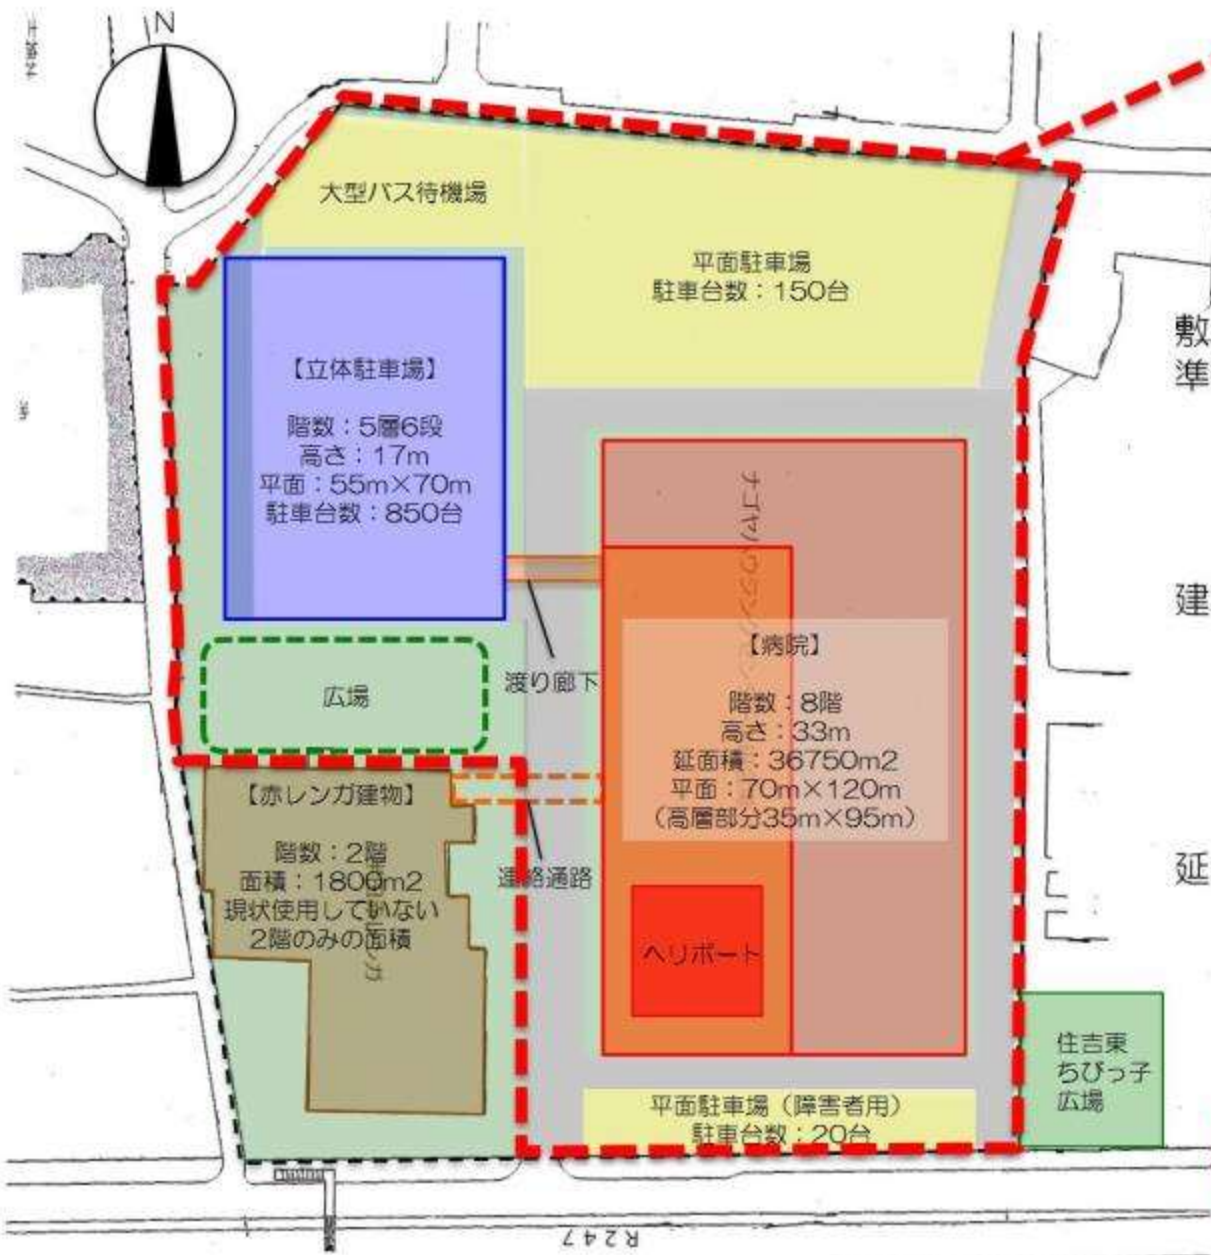 N
大型バス待機場
平面駐車場
駐車台数：150台
敷
準
【立体駐車場】
階数：5層6段
高さ：17m
平面：55m×70m
駐車台数：850台
建
渡り廊下
【病院】
階数：8階
高さ：33m
延面積：36750m2
平面：70m×120m
（高層部分35m×95m）
広場
【赤レンガ建物】
階数：2階
面積：1800m2
現状使用していない
2階のみの面積
連絡通路
延
ヘリポート
住吉東
ちびっ子
広場
平面駐車場（障害者用）
駐車台数：20台
R247